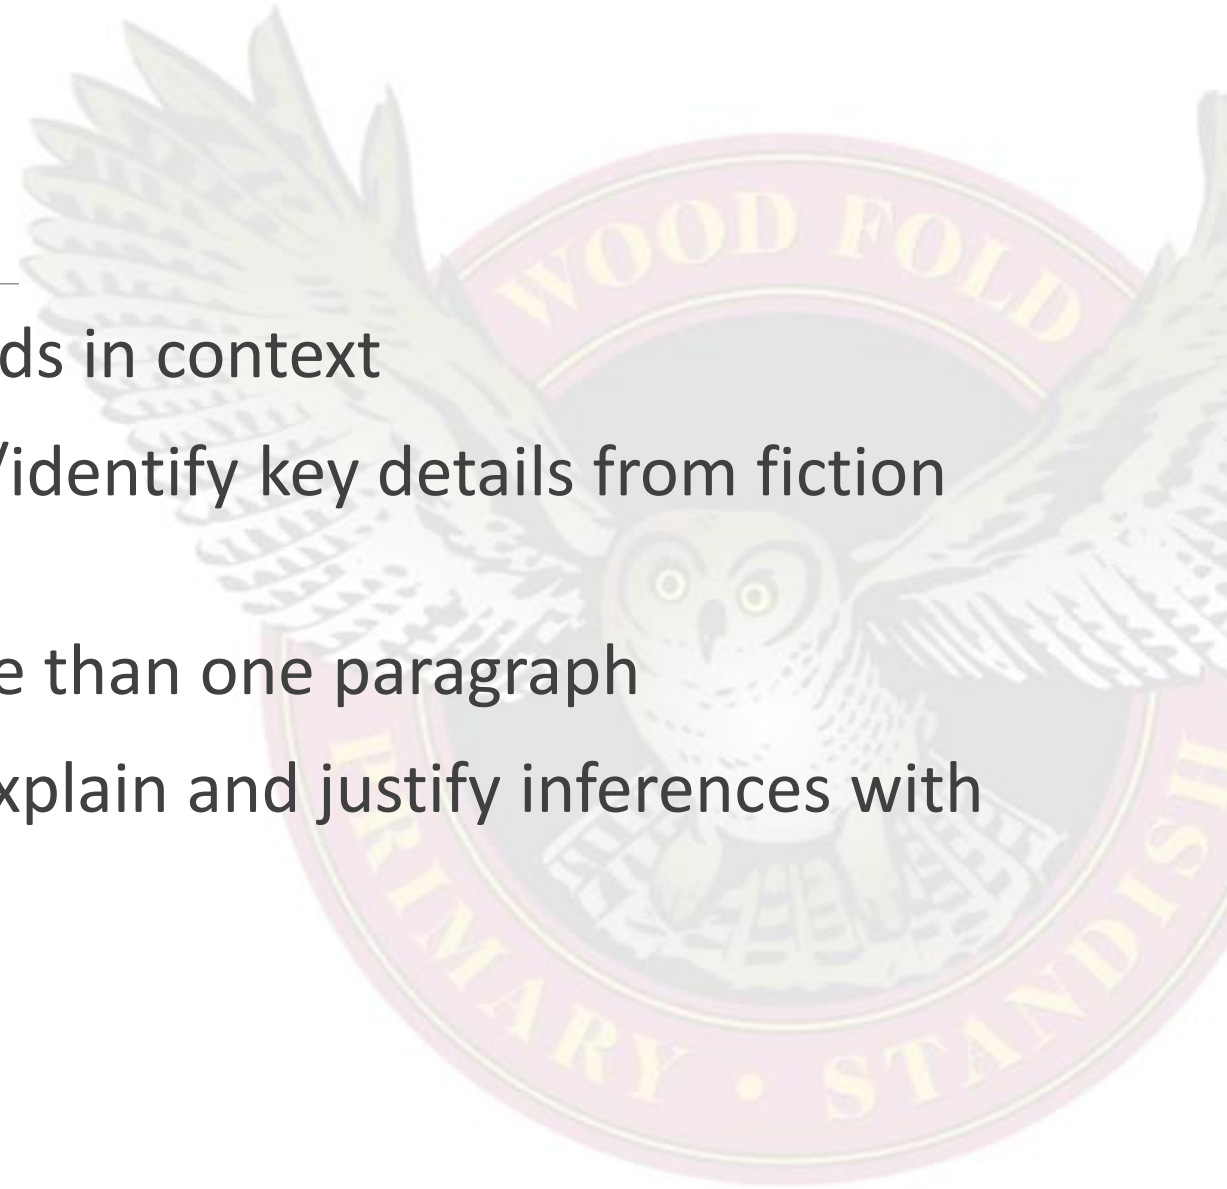 WOOD FOLD
ds in context
/identify key details from fiction
e than one paragraph
xplain and justify inferences with
PRIMARY • STANDISH